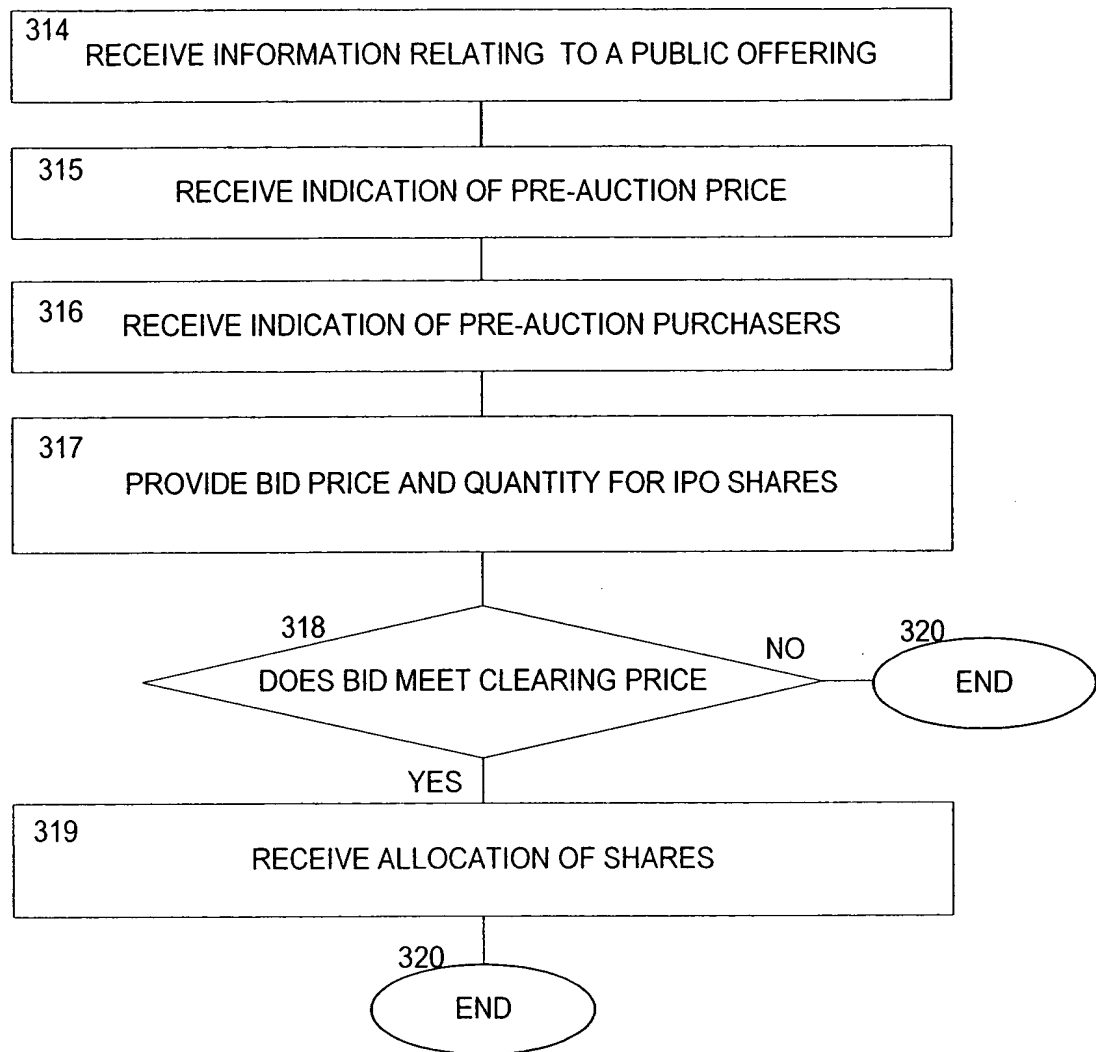 314
RECEIVE INFORMATION RELATING TO A PUBLIC OFFERING
315
RECEIVE INDICATION OF PRE-AUCTION PRICE
316
RECEIVE INDICATION OF PRE-AUCTION PURCHASERS
317
PROVIDE BID PRICE AND QUANTITY FOR IPO SHARES
318
DOES BID MEET CLEARING PRICE
NO
320
END
YES
319
RECEIVE ALLOCATION OF SHARES
320
END